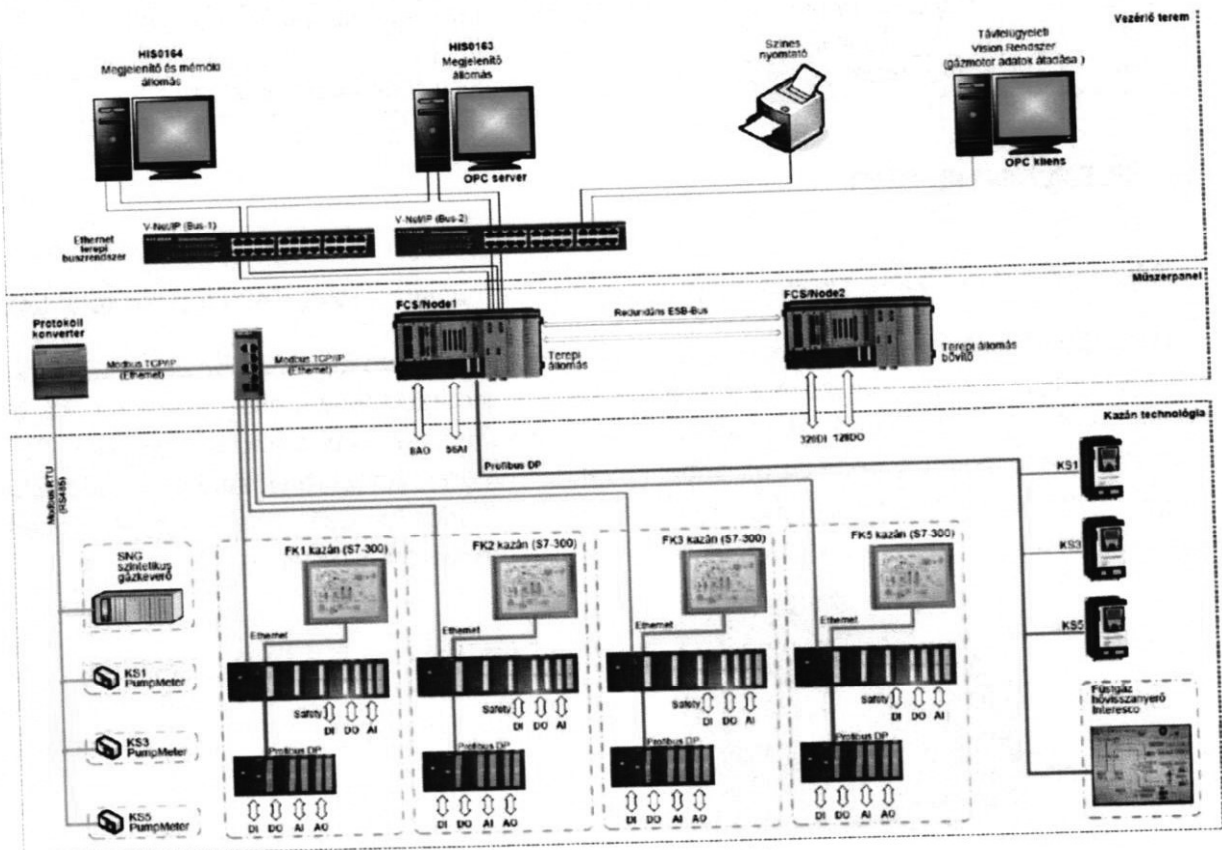 Vezérlő terem
HIS0164
Megjelenítő és mérnöki
állomás
HIS0163
Megjelenítő
állomás
OPC server
Színes
nyomtató
Távfelügyeleti
Vision Rendszer
(gázmotor adatok átadása )
OPC kliens
Ethernet
terepi
buszrendszer
V-Net/IP (Bus-1)
V-Net/IP (Bus-2)
Műszerpanel
Protokoll
konverter
Modbus TCP/IP
(Ethernet)
Modbus TCP/IP
(Ethernet)
FCS/Node1
Terepi
állomás
Redundáns ESB-Bus
FCS/Node2
Terepi állomás
bővítő
8AO
56AI
320DI
128DO
Kazán technológia
Profibus DP
Modbus RTU
(RS485)
SNG
szintetikus
gázkeverő
KS1
PumpMeter
KS3
PumpMeter
KS5
PumpMeter
FK1 kazán (S7-300)
Ethernet
Safety
DI DO AI
Profibus DP
DI DO AI AO
FK2 kazán (S7-300)
Ethernet
Safety
DI DO AI
Profibus DP
DI DO AI AO
FK3 kazán (S7-300)
Ethernet
Safety
DI DO AI
Profibus DP
DI DO AI AO
FK5 kazán (S7-300)
Ethernet
Safety
DI DO AI
Profibus DP
DI DO AI AO
KS1
KS3
KS5
Füstgáz
hővisszanyerő
Interesco